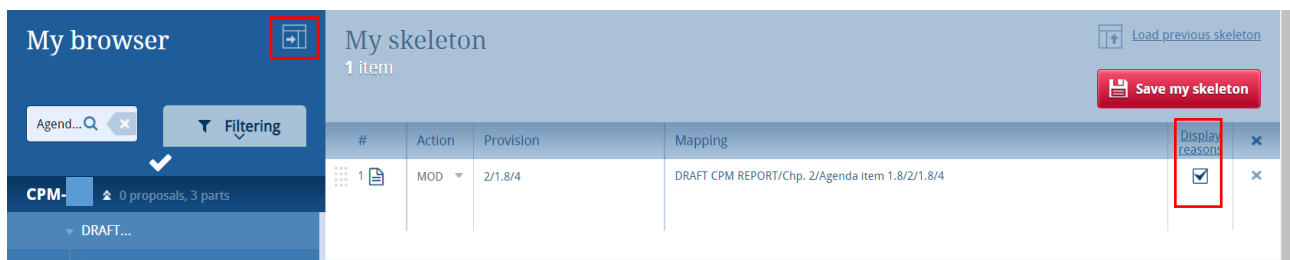 My browser
My skeleton
1 item
Load previous skeleton
Save my skeleton
Agend...
Filtering
# Action Provision Mapping Display reasons
1 MOD 2/1.8/4 DRAFT CPM REPORT/Chp. 2/Agenda item 1.8/2/1.8/4
CPM- 0 proposals, 3 parts
DRAFT...